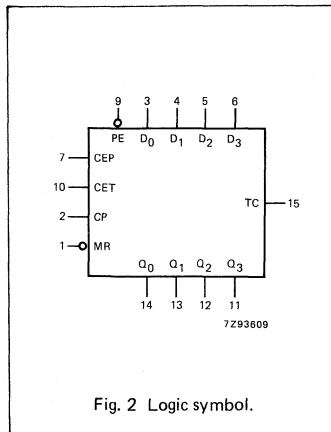 9 3 4 5 6
PE D0 D1 D2 D3
7 CEP
10 CET
TC 15
2 CP
1 MR
Q0 Q1 Q2 Q3
14 13 12 11
7Z93609
Fig. 2 Logic symbol.